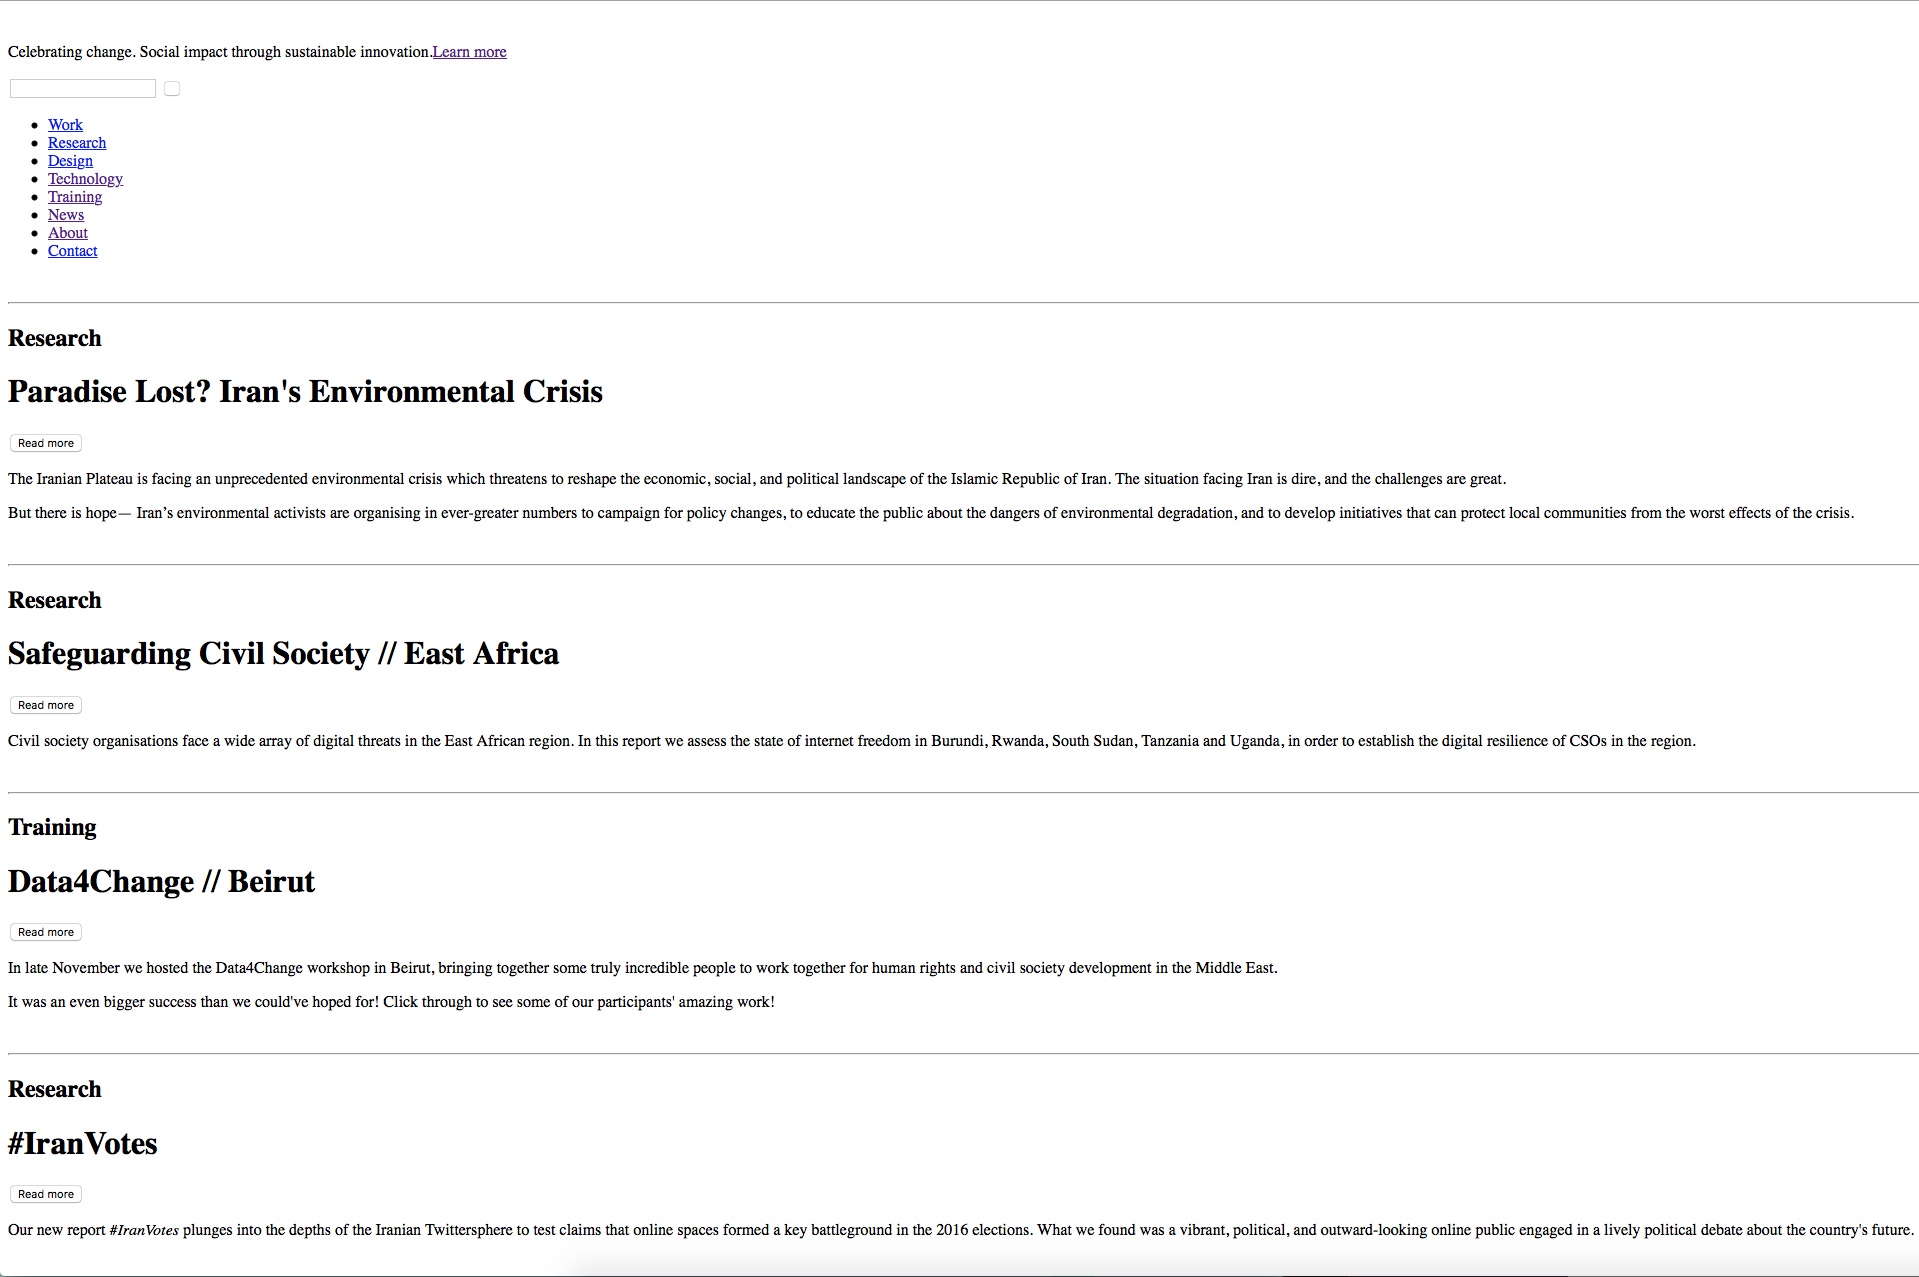 Celebrating change. Social impact through sustainable innovation.Learn more
Work
Research
Design
Technology
Training
News
About
Contact
Research
Paradise Lost? Iran's Environmental Crisis
Read more
The Iranian Plateau is facing an unprecedented environmental crisis which threatens to reshape the economic, social, and political landscape of the Islamic Republic of Iran. The situation facing Iran is dire, and the challenges are great.
But there is hope— Iran’s environmental activists are organising in ever-greater numbers to campaign for policy changes, to educate the public about the dangers of environmental degradation, and to develop initiatives that can protect local communities from the worst effects of the crisis.
Research
Safeguarding Civil Society // East Africa
Read more
Civil society organisations face a wide array of digital threats in the East African region. In this report we assess the state of internet freedom in Burundi, Rwanda, South Sudan, Tanzania and Uganda, in order to establish the digital resilience of CSOs in the region.
Training
Data4Change // Beirut
Read more
In late November we hosted the Data4Change workshop in Beirut, bringing together some truly incredible people to work together for human rights and civil society development in the Middle East.
It was an even bigger success than we could've hoped for! Click through to see some of our participants' amazing work!
Research
#IranVotes
Read more
Our new report #IranVotes plunges into the depths of the Iranian Twittersphere to test claims that online spaces formed a key battleground in the 2016 elections. What we found was a vibrant, political, and outward-looking online public engaged in a lively political debate about the country's future.